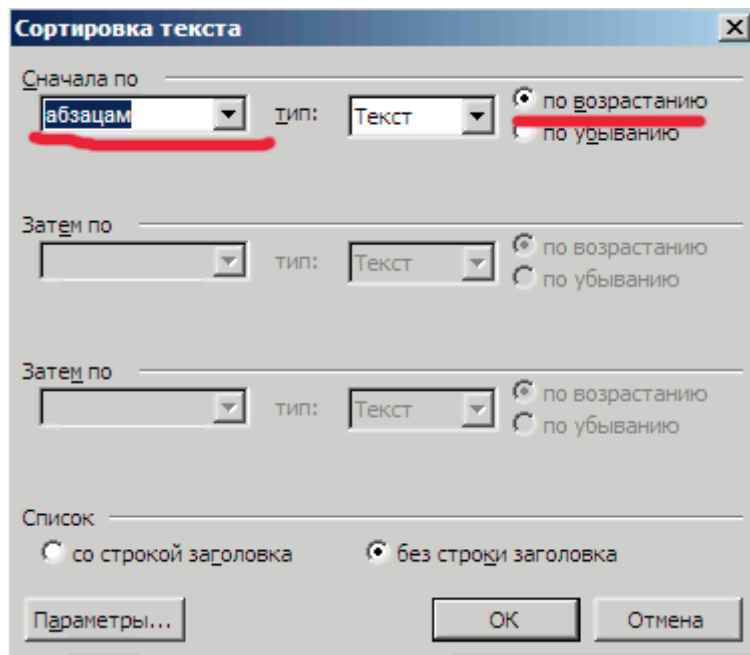 Сортировка текста
Сначала по
абзацам тип: Текст по возрастанию
по убыванию
Затем по
тип: Текст по возрастанию
по убыванию
Затем по
тип: Текст по возрастанию
по убыванию
Список
со строкой заголовка без строки заголовка
Параметры... ОК Отмена